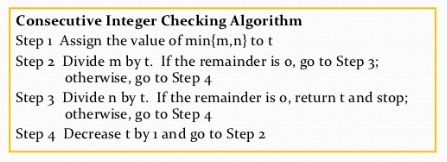 Consecutive Integer Checking Algorithm
Step 1 Assign the value of min{m,n} to t
Step 2 Divide m by t. If the remainder is 0, go to Step 3;
otherwise, go to Step 4
Step 3 Divide n by t. If the remainder is 0, return t and stop;
otherwise, go to Step 4
Step 4 Decrease t by 1 and go to Step 2